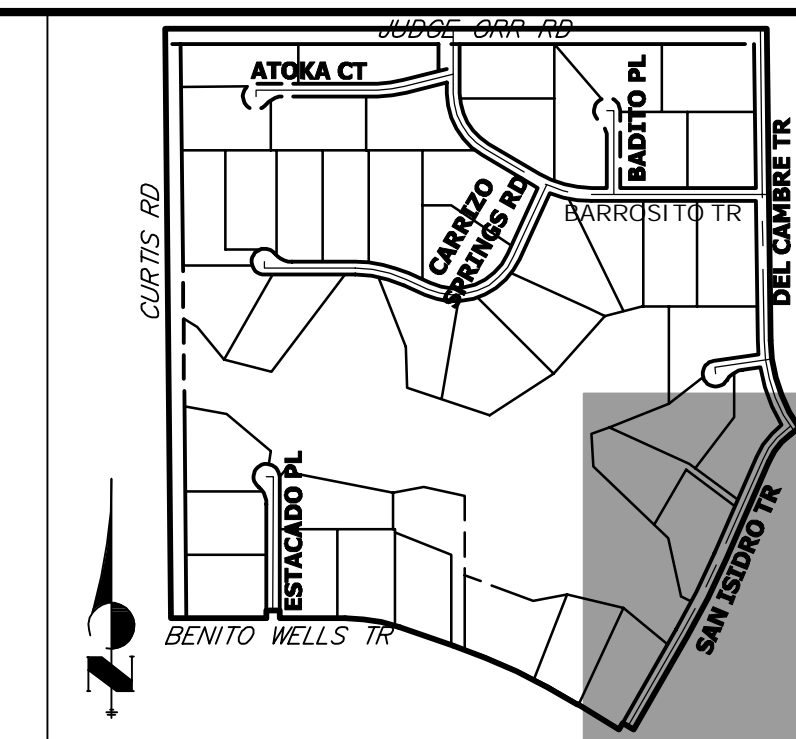 JUDGE ORR RD
ATOKA CT
BADITO PL
DEL CAMBRE TR
CURTIS RD
CARRIZO
SPRINGS RD
BARROSITO TR
ESTACADO PL
SAN ISIDRO TR
BENITO WELLS TR
N